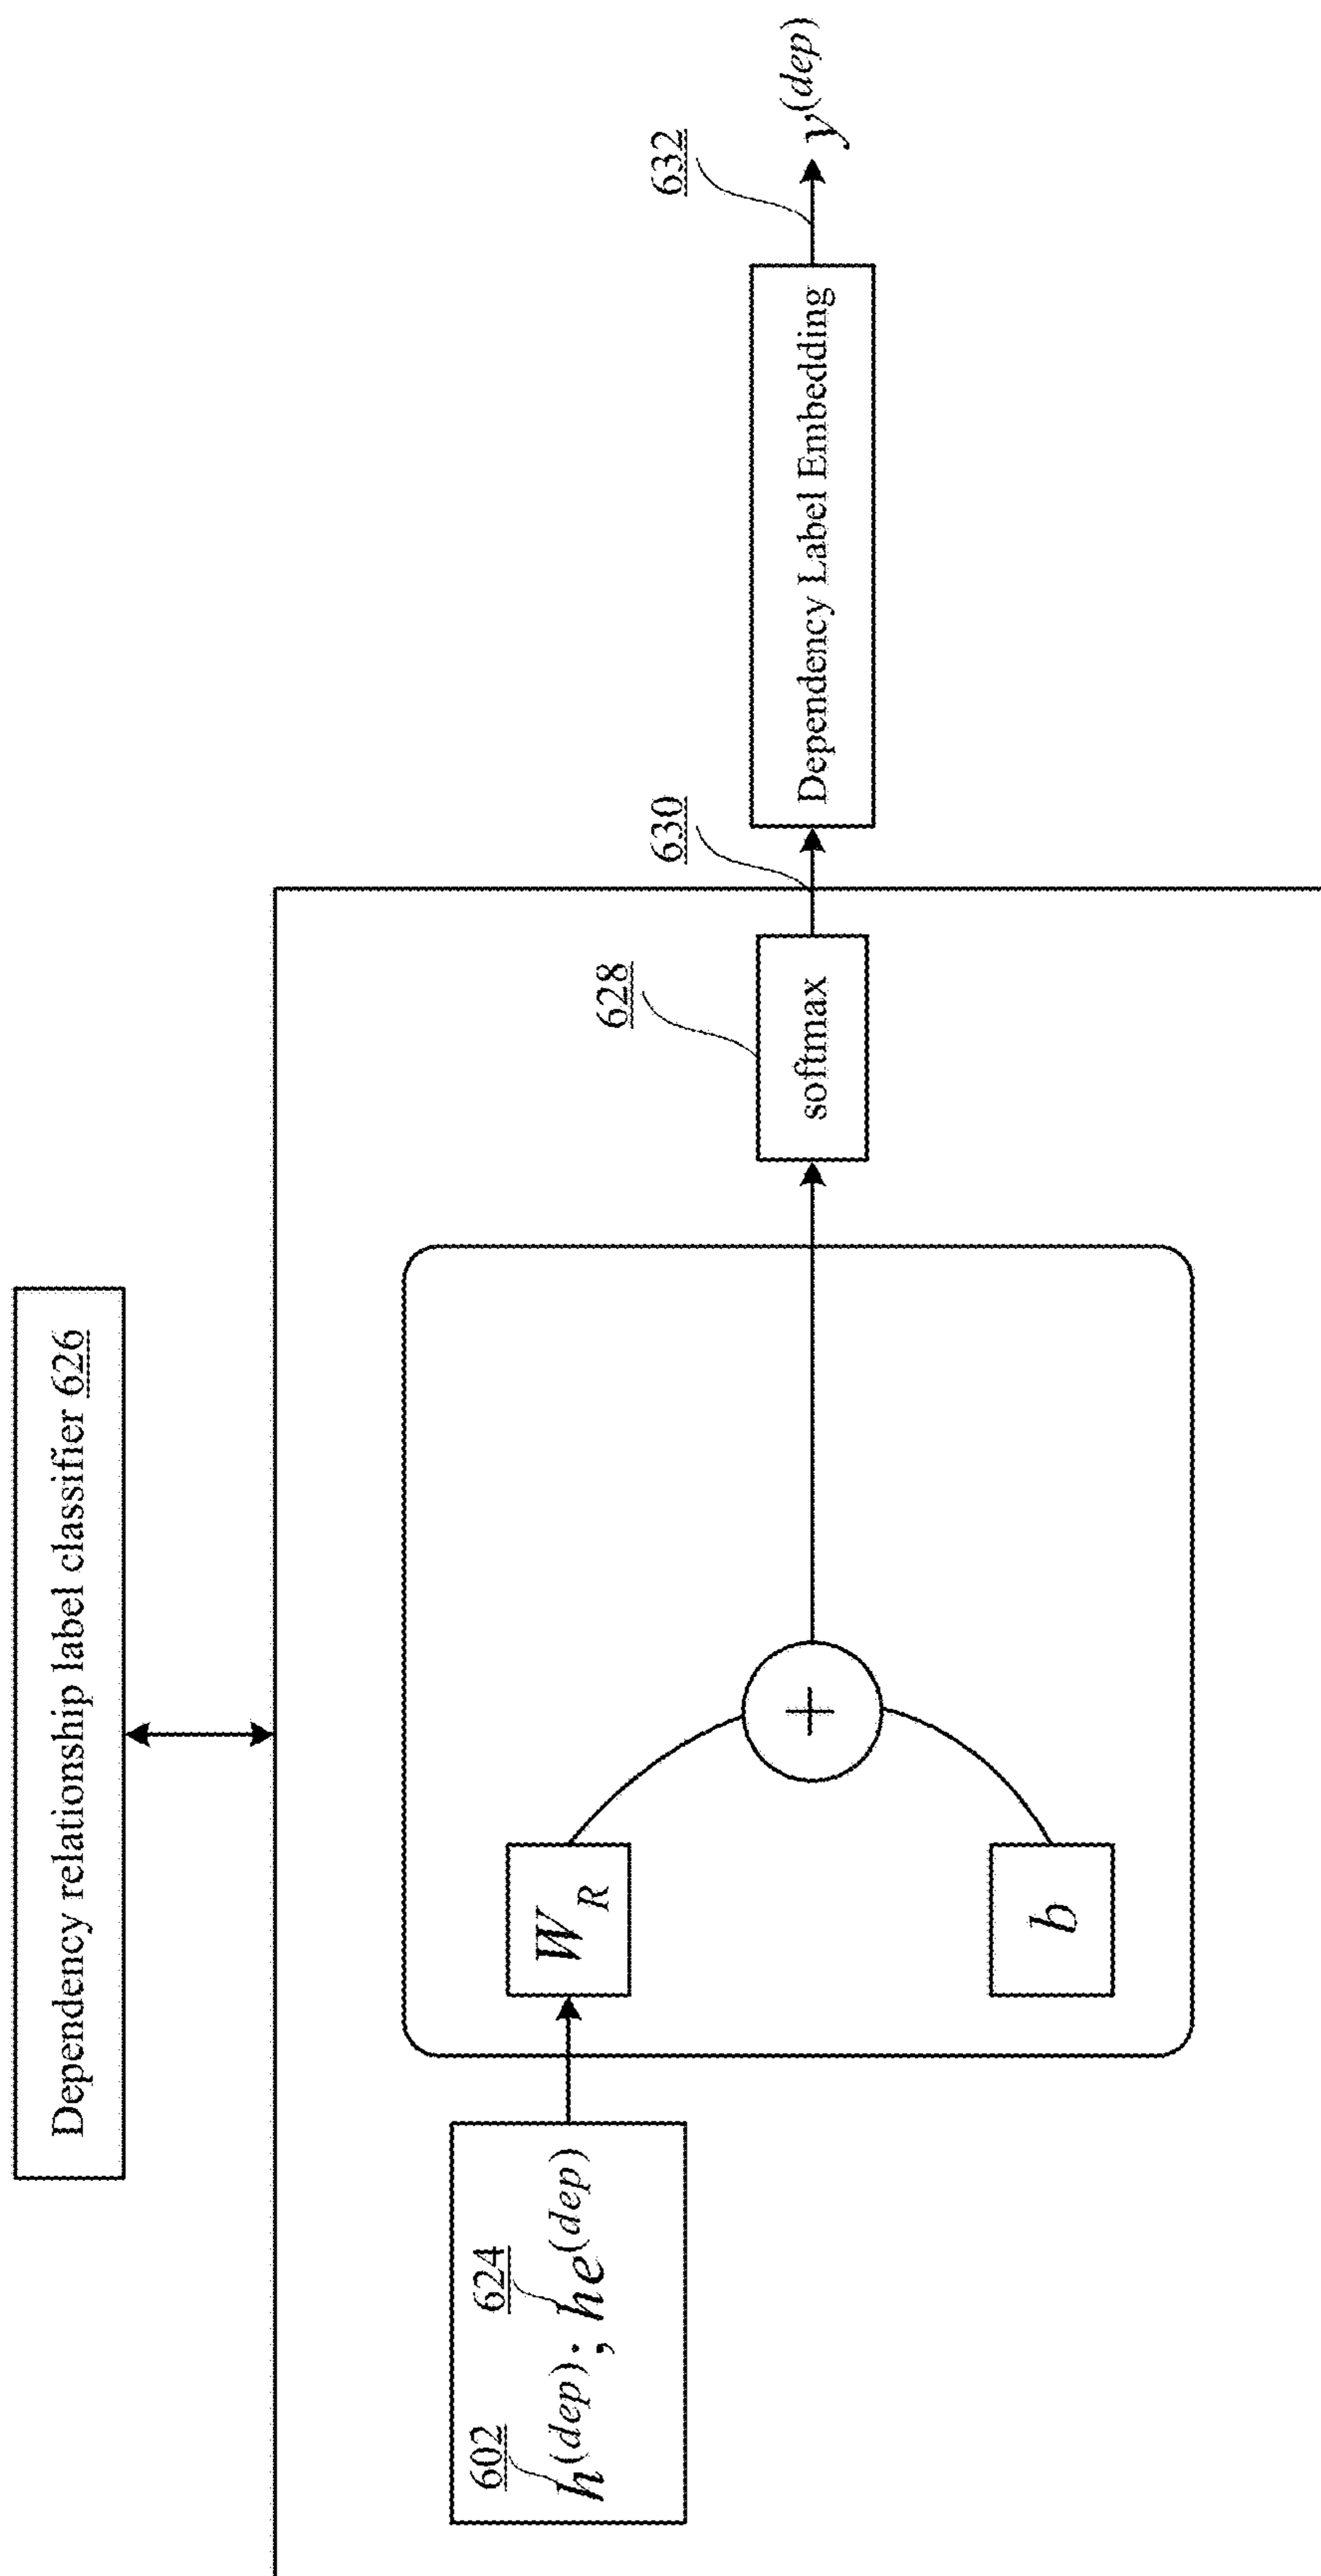 Dependency relationship label classifier 626
602
624
h^(dep); he^(dep)
W_R
b
+
628
softmax
630
Dependency Label Embedding
632
y^(dep)